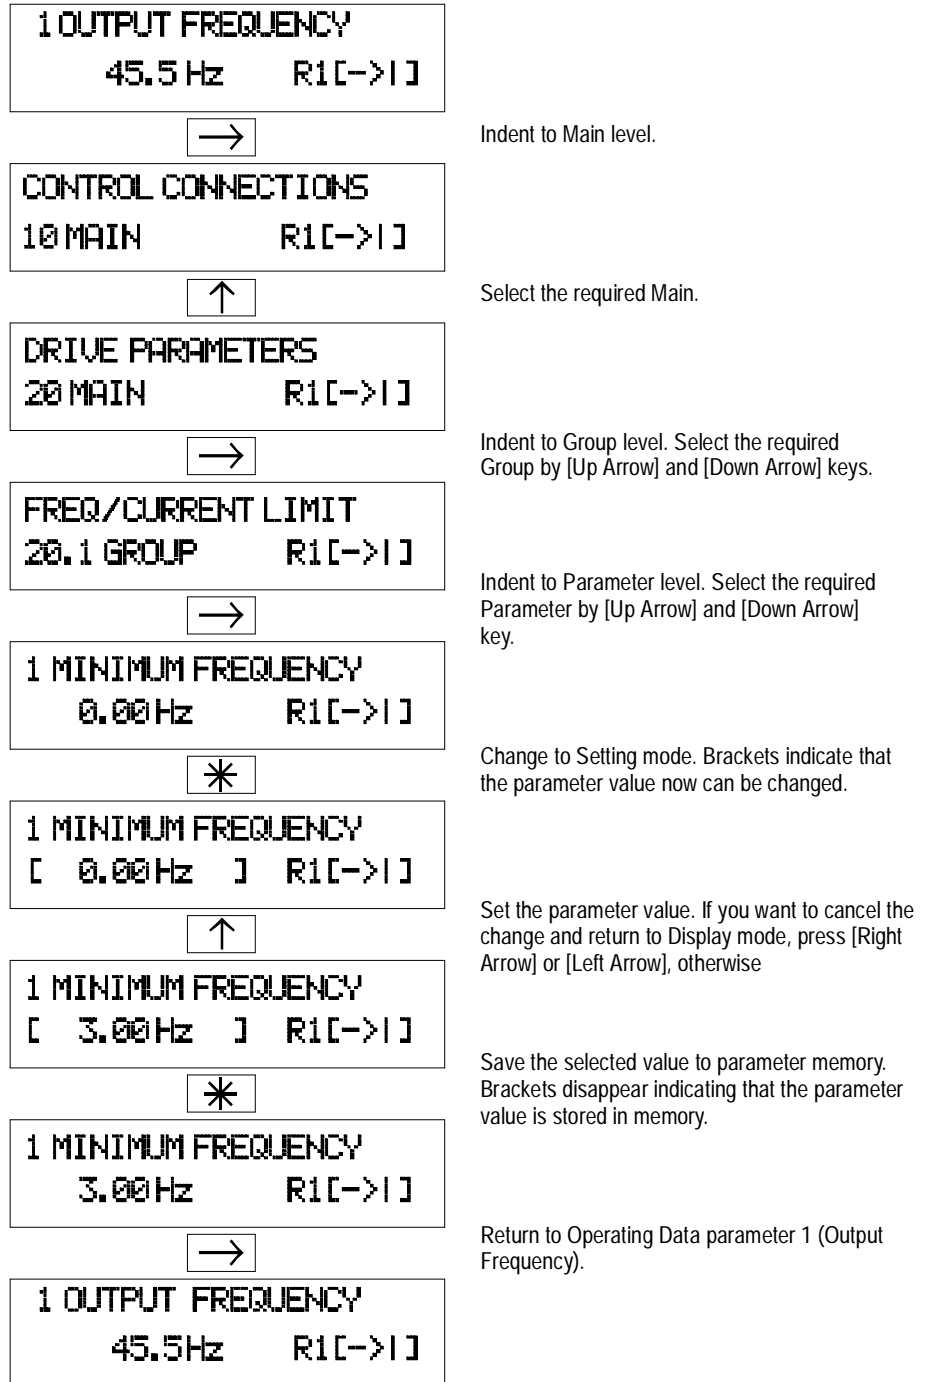 1 OUTPUT FREQUENCY
45.5 Hz R1[->|]
→
Indent to Main level.
CONTROL CONNECTIONS
10 MAIN R1[->|]
↑
Select the required Main.
DRIVE PARAMETERS
20 MAIN R1[->|]
→
Indent to Group level. Select the required
Group by [Up Arrow] and [Down Arrow] keys.
FREQ/CURRENT LIMIT
20.1 GROUP R1[->|]
→
Indent to Parameter level. Select the required
Parameter by [Up Arrow] and [Down Arrow]
key.
1 MINIMUM FREQUENCY
0.00 Hz R1[->|]
✳
Change to Setting mode. Brackets indicate that
the parameter value now can be changed.
1 MINIMUM FREQUENCY
[ 0.00 Hz ] R1[->|]
↑
Set the parameter value. If you want to cancel the
change and return to Display mode, press [Right
Arrow] or [Left Arrow], otherwise
1 MINIMUM FREQUENCY
[ 3.00 Hz ] R1[->|]
✳
Save the selected value to parameter memory.
Brackets disappear indicating that the parameter
value is stored in memory.
1 MINIMUM FREQUENCY
3.00 Hz R1[->|]
→
Return to Operating Data parameter 1 (Output
Frequency).
1 OUTPUT FREQUENCY
45.5Hz R1[->|]